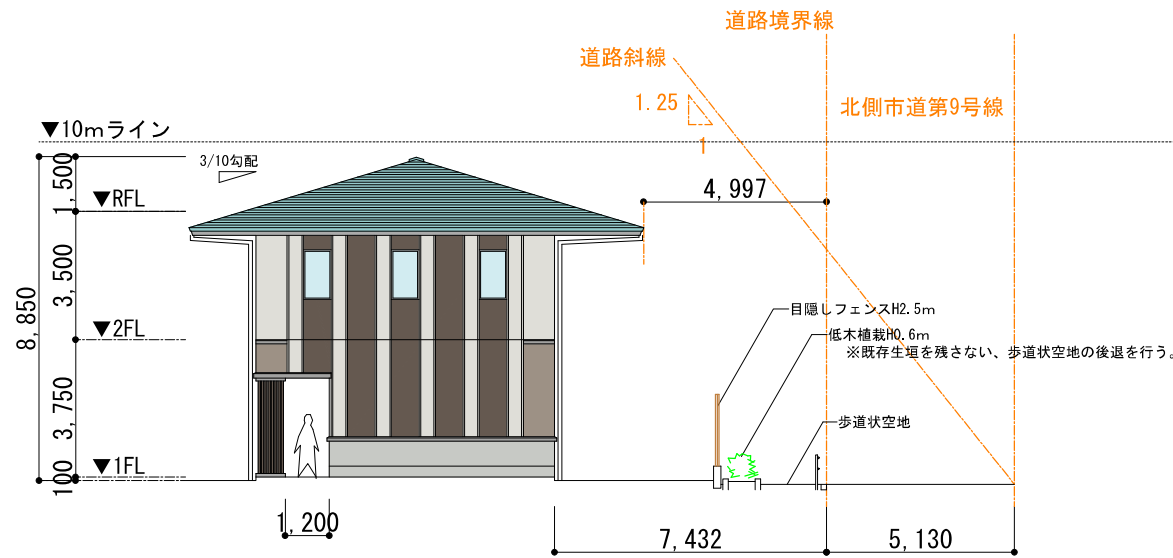 道路境界線
道路斜線
1.25
1
北側市道第9号線
▼10mライン
3/10勾配
1,500
▼RFL
4,997
3,500
8,850
目隠しフェンスH2.5m
▼2FL
低木植栽H0.6m
※既存生垣を残さない、歩道状空地の後退を行う。
3,750
歩道状空地
▼1FL
100
1,200
7,432
5,130